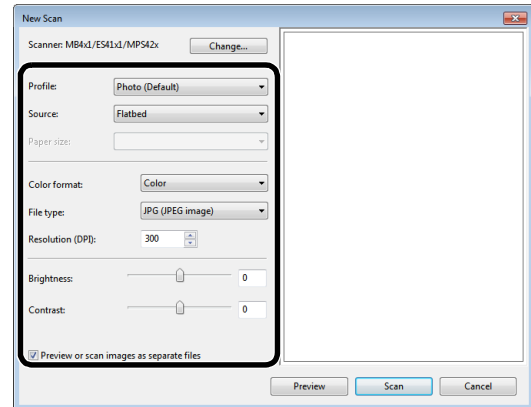 New Scan
Scanner: MB4x1/ES41x1/MPS42x Change...
Profile: Photo (Default)
Source: Flatbed
Paper size:
Color format: Color
File type: JPG (JPEG image)
Resolution (DPI): 300
Brightness: 0
Contrast: 0
Preview or scan images as separate files
Preview Scan Cancel